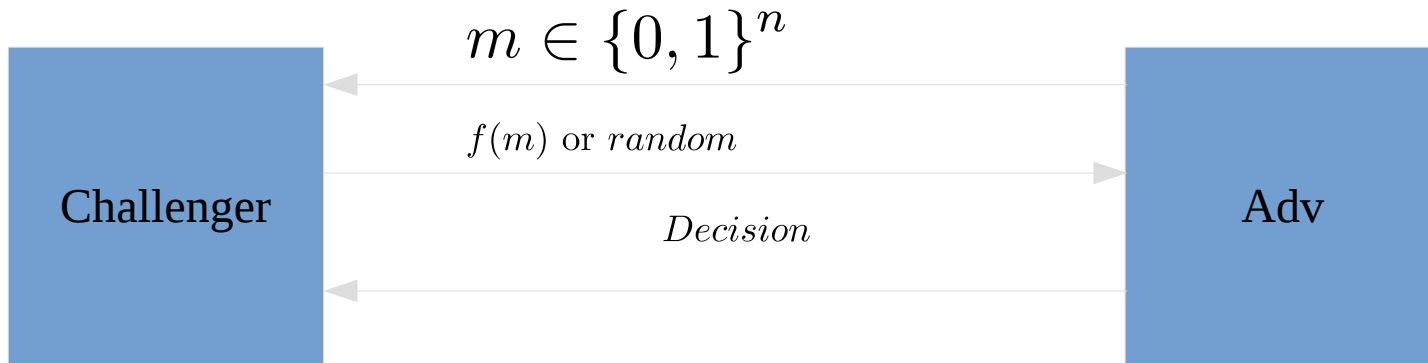 m ∈ {0, 1}^n
f(m) or random
Challenger
Adv
Decision